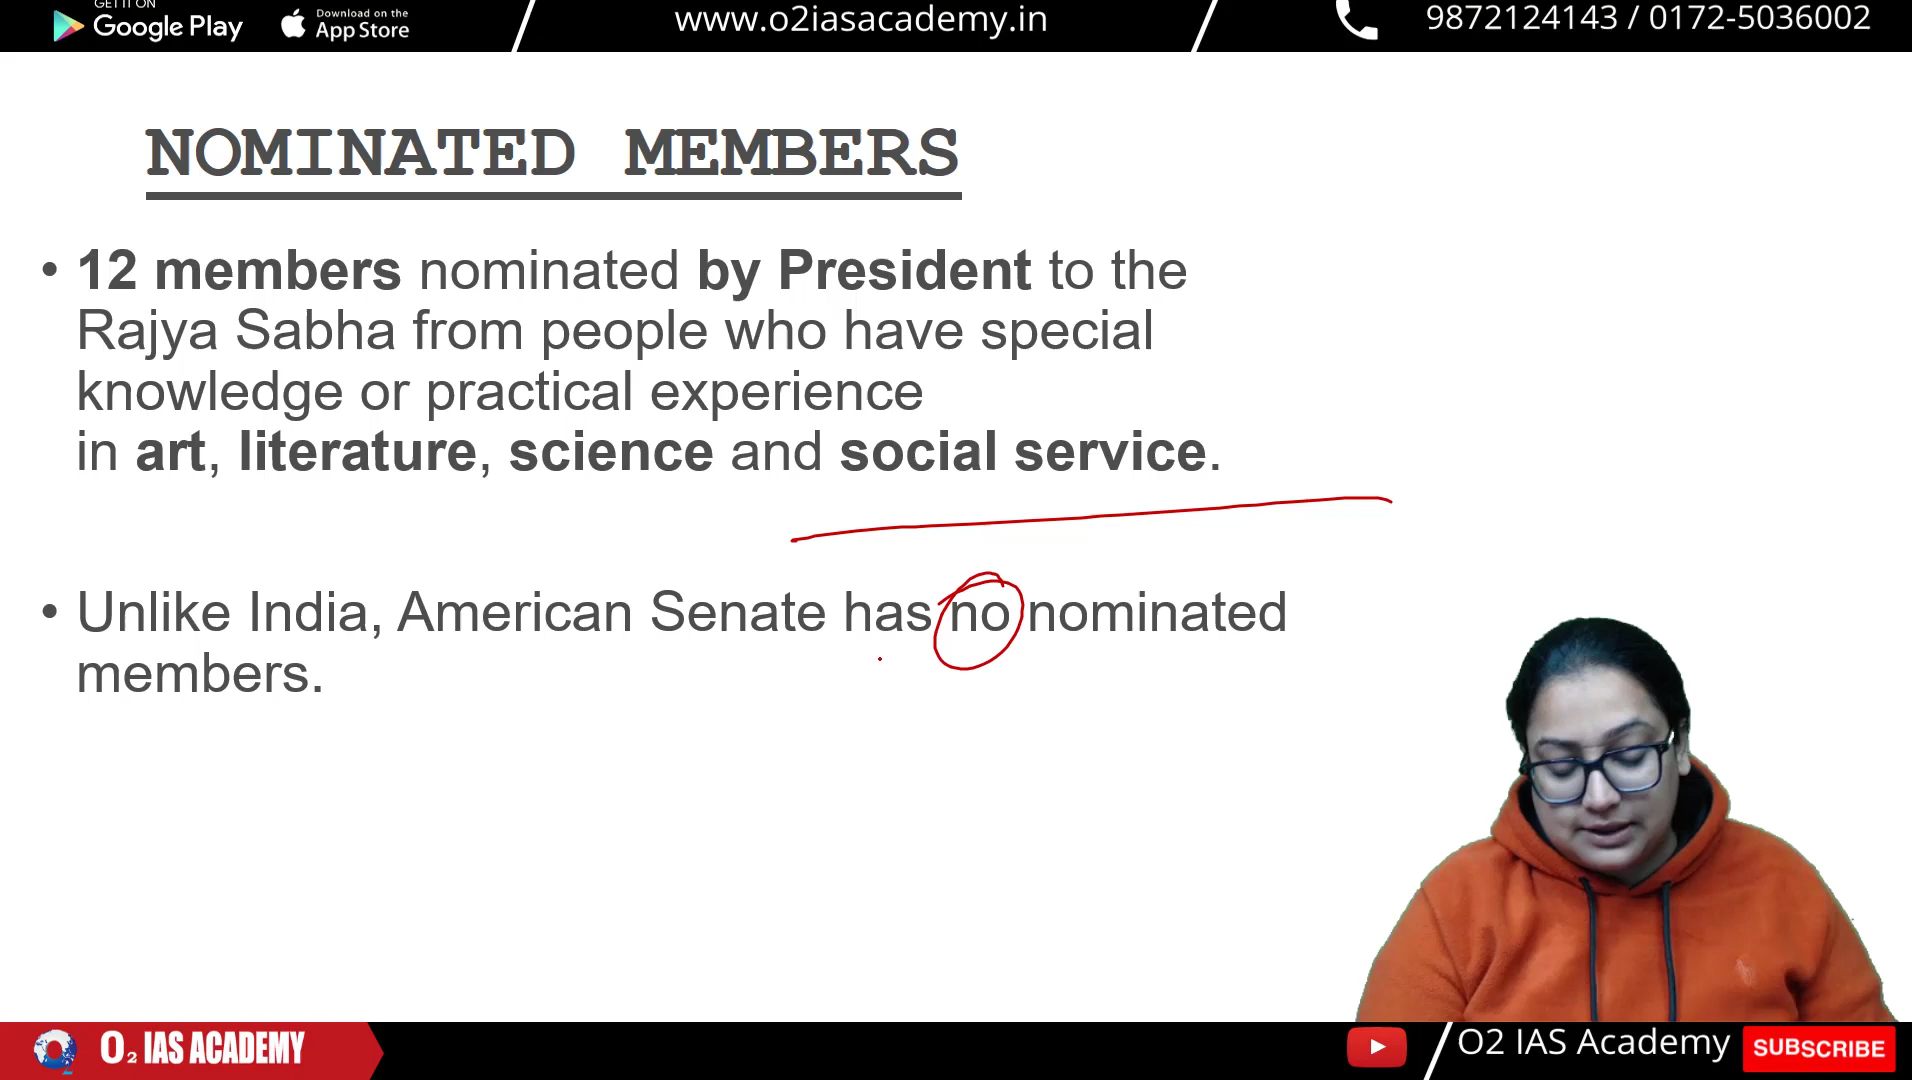 GET IT ON
Google Play
Download on the
App Store
www.o2iasacademy.in
9872124143 / 0172-5036002
NOMINATED MEMBERS
• 12 members nominated by President to the
Rajya Sabha from people who have special
knowledge or practical experience
in art, literature, science and social service.
• Unlike India, American Senate has no nominated
members.
O2 IAS ACADEMY
O2 IAS Academy
SUBSCRIBE